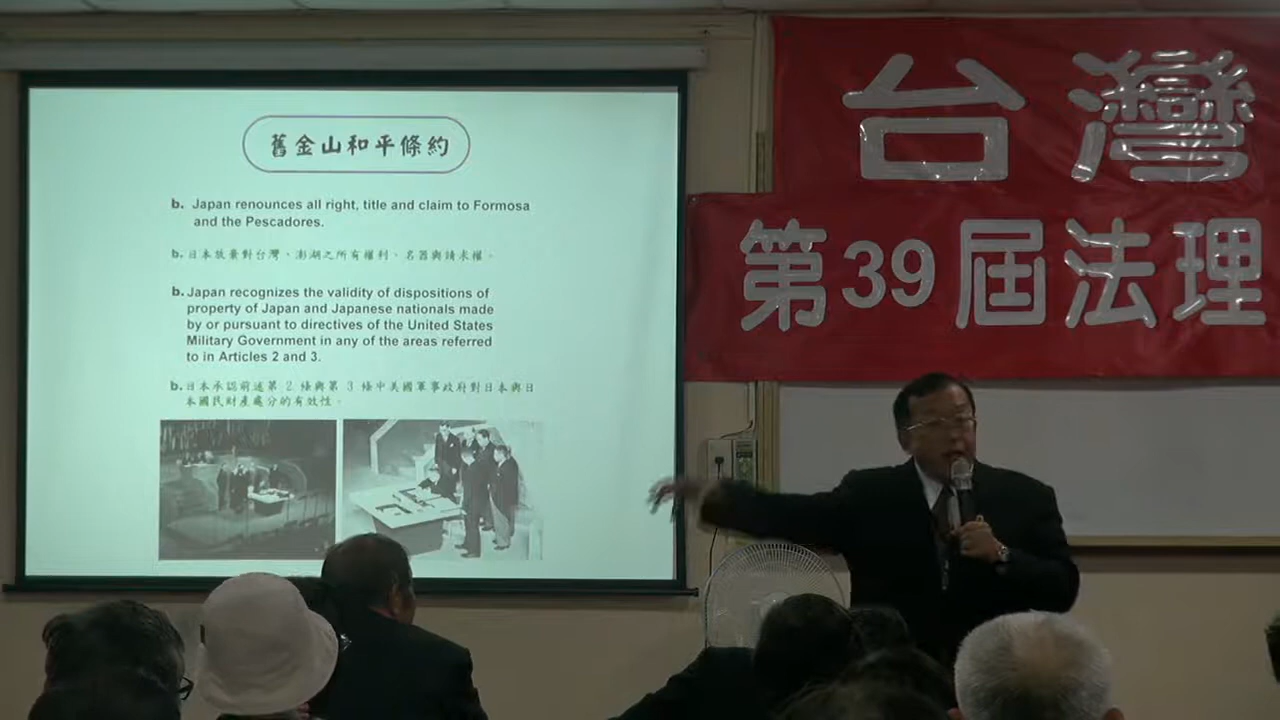 舊金山和平條約
b. Japan renounces all right, title and claim to Formosa
and the Pescadores.
b. 日本放棄對台灣、澎湖之所有權利、名器與請求權。
b. Japan recognizes the validity of dispositions of
property of Japan and Japanese nationals made
by or pursuant to directives of the United States
Military Government in any of the areas referred
to in Articles 2 and 3.
b. 日本承認前述第 2 條與第 3 條中美國軍事政府對日本與日
本國民財產處分的有效性。
台灣
第39屆法理